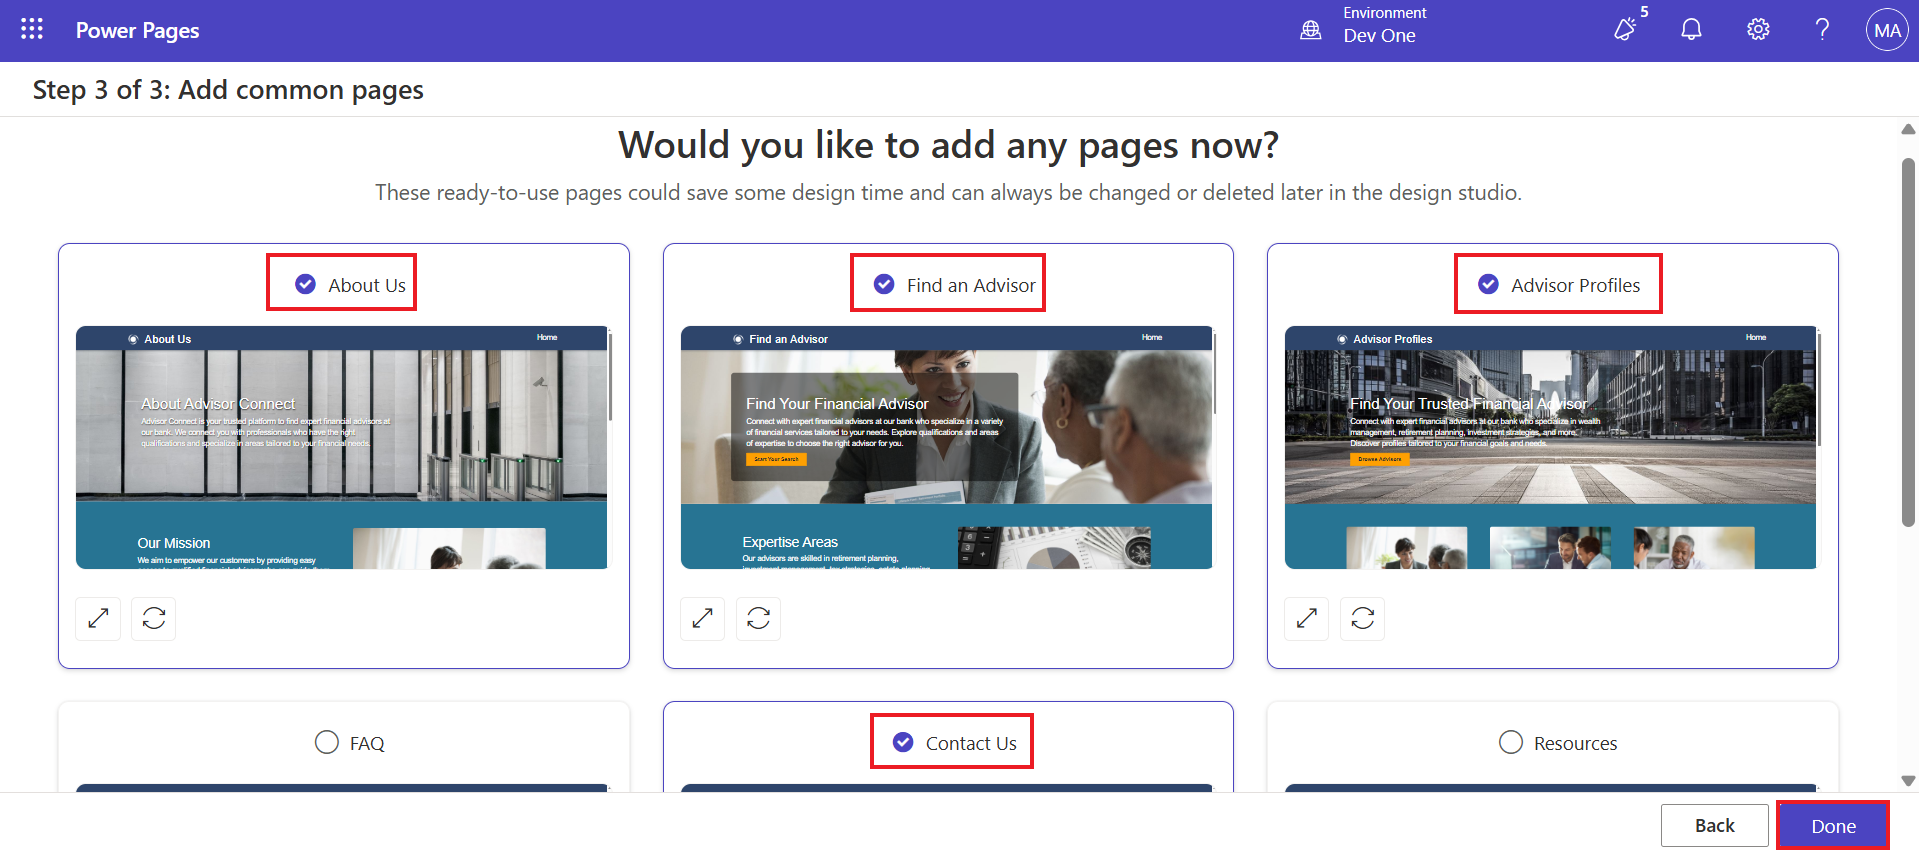 Power Pages
Environment
Dev One
5
MA
Step 3 of 3: Add common pages
Would you like to add any pages now?
These ready-to-use pages could save some design time and can always be changed or deleted later in the design studio.
About Us
About Us
Home
About Advisor Connect
Advisor Connect is your trusted platform to find expert financial advisors at
our bank. We connect you with professionals who have the right
qualifications and specialize in areas tailored to your financial needs.
Our Mission
We aim to empower our customers by providing easy
Find an Advisor
Find an Advisor
Home
Find Your Financial Advisor
Connect with expert financial advisors at our bank who specialize in a variety
of financial services tailored to your needs. Explore qualifications and areas
of expertise to choose the right advisor for you.
Start Your Search
Expertise Areas
Our advisors are skilled in retirement planning,
Advisor Profiles
Advisor Profiles
Home
Find Your Trusted Financial Advisor
Connect with expert financial advisors at our bank who specialize in wealth
management, retirement planning, investment strategies, and more.
Discover profiles tailored to your financial goals and needs.
Browse Advisors
FAQ
Contact Us
Resources
Back
Done